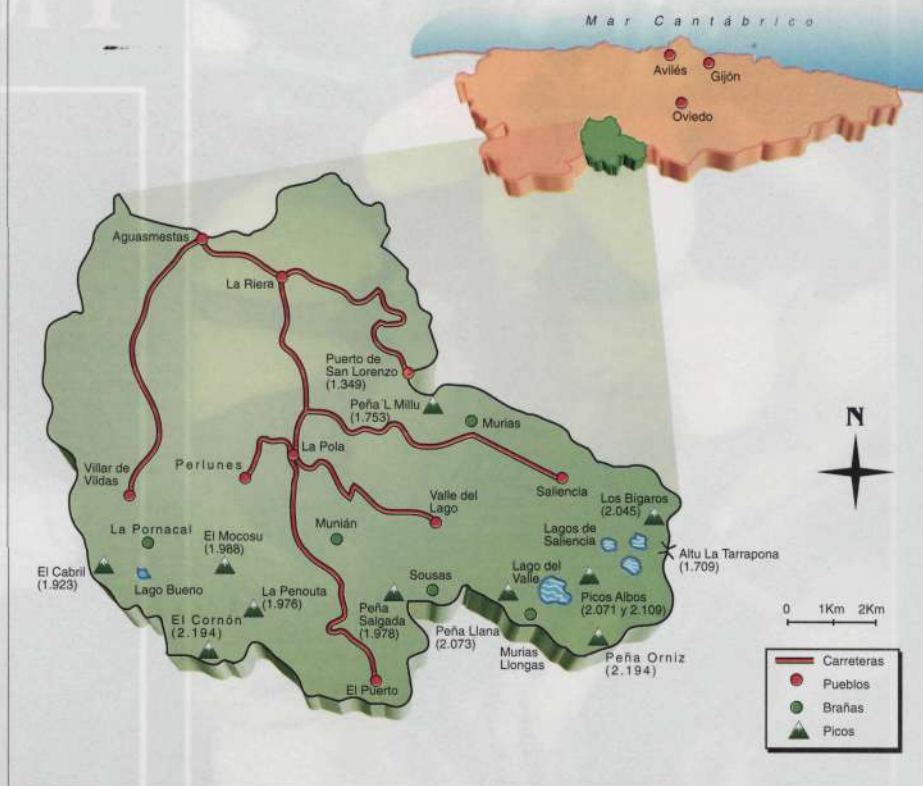 Mar Cantábrico
Avilés
Gijón
Oviedo
Aguasmestas
La Riera
Puerto de
San Lorenzo
(1.349)
Peña´L Millu
(1.753)
Murias
N
La Pola
Perlunes
Villar de
Vildas
Saliencia
Valle del
Lago
Los Bígaros
(2.045)
La Pornacal
El Mocosu
(1.988)
Munián
Lagos de
Saliencia
Altu La Tarrapona
(1.709)
El Cabril
(1.923)
Lago Bueno
La Penouta
(1.976)
Sousas
Lago del
Valle
Picos Albos
(2.071 y 2.109)
El Cornón
(2.194)
Peña
Salgada
(1.978)
Peña Llana
(2.073)
Murias
Llongas
Peña Orniz
(2.194)
El Puerto
0 1Km 2Km
Carreteras
Pueblos
Brañas
Picos